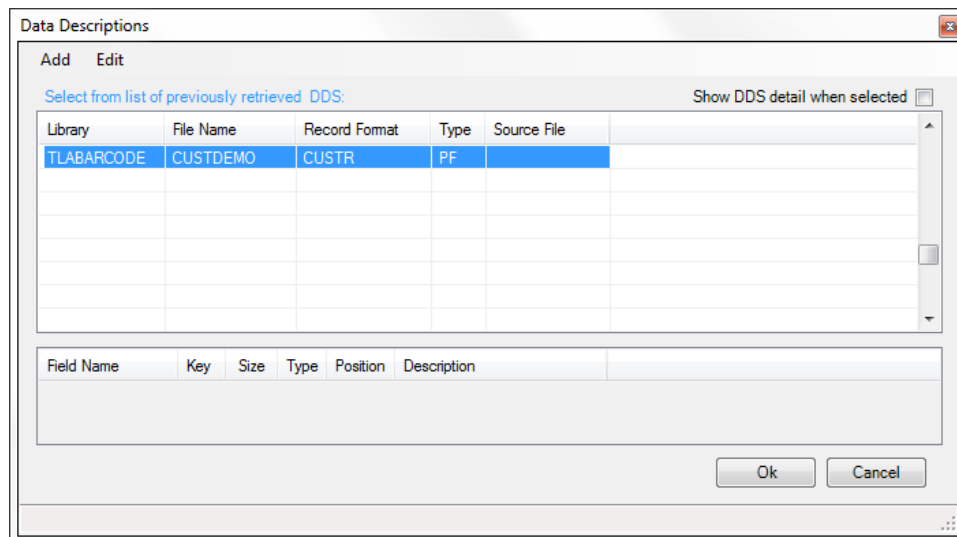 Data Descriptions
Add Edit
Select from list of previously retrieved DDS: Show DDS detail when selected
Library File Name Record Format Type Source File
TLABARCODE CUSTDEMO CUSTR PF
Field Name Key Size Type Position Description
Ok Cancel